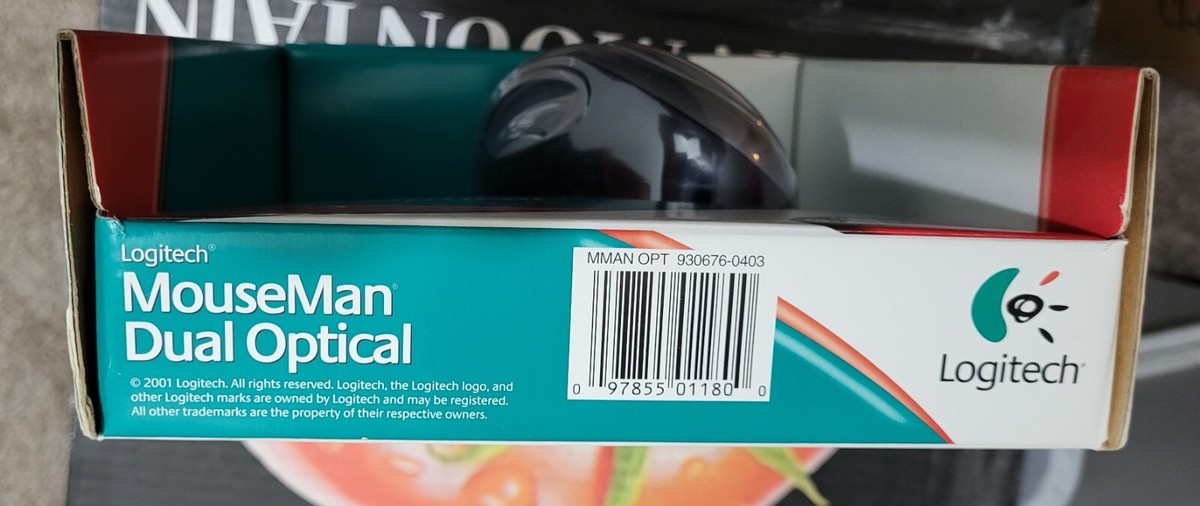 Logitech®
MouseMan®
Dual Optical
© 2001 Logitech. All rights reserved. Logitech, the Logitech logo, and
other Logitech marks are owned by Logitech and may be registered.
All other trademarks are the property of their respective owners.
MMAN OPT 930676-0403
0 97855 01180 0
Logitech®